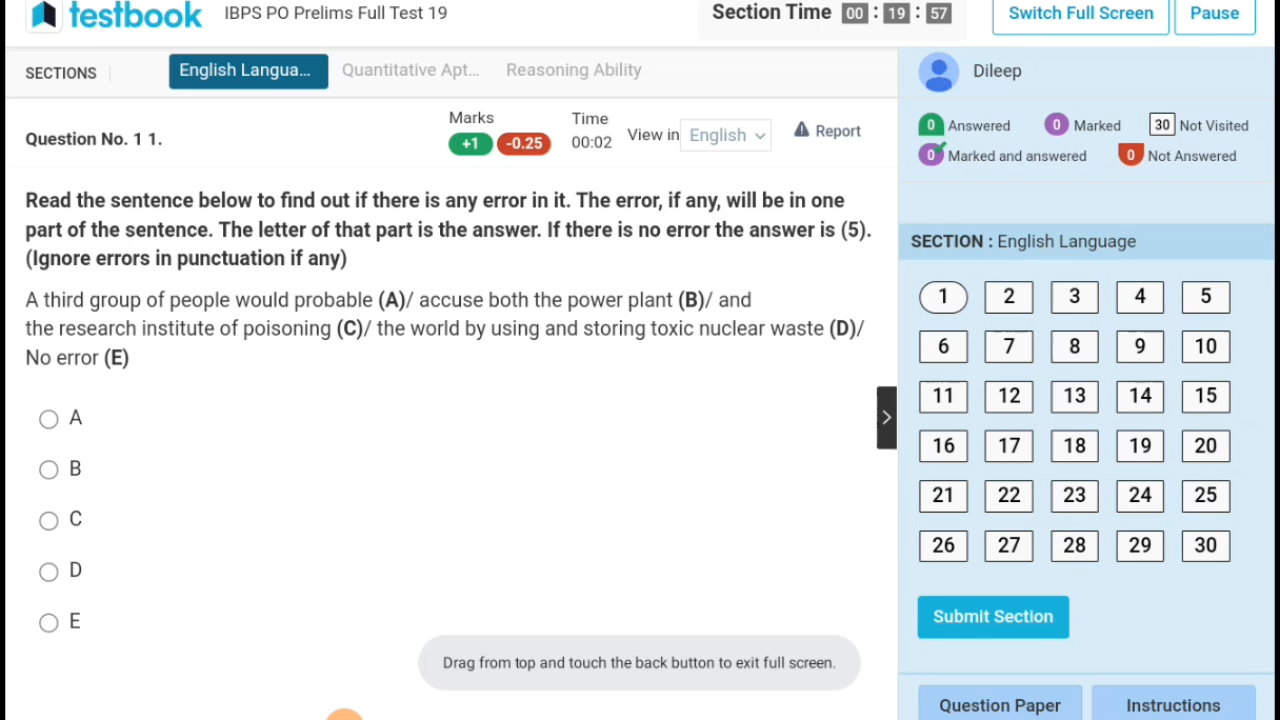 testbook IBPS PO Prelims Full Test 19 Section Time 00 : 19 : 57 Switch Full Screen Pause
SECTIONS English Langua... Quantitative Apt... Reasoning Ability
Dileep
Question No. 1 1.
Marks
+1 -0.25
Time
00:02
View in English
Report
0 Answered 0 Marked 30 Not Visited
0 Marked and answered 0 Not Answered
Read the sentence below to find out if there is any error in it. The error, if any, will be in one
part of the sentence. The letter of that part is the answer. If there is no error the answer is (5).
(Ignore errors in punctuation if any)
A third group of people would probable (A)/ accuse both the power plant (B)/ and
the research institute of poisoning (C)/ the world by using and storing toxic nuclear waste (D)/
No error (E)
A
B
C
D
E
SECTION : English Language
1 2 3 4 5
6 7 8 9 10
11 12 13 14 15
16 17 18 19 20
21 22 23 24 25
26 27 28 29 30
Submit Section
Drag from top and touch the back button to exit full screen.
Question Paper Instructions